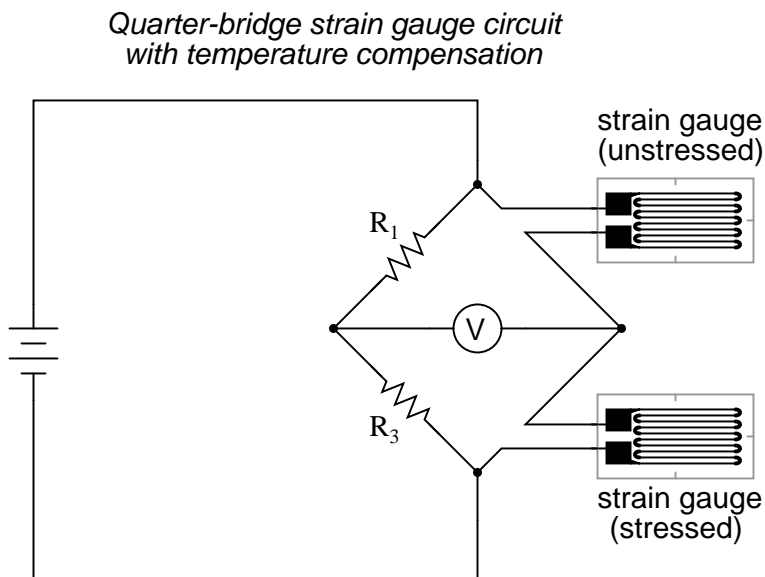 Quarter-bridge strain gauge circuit
with temperature compensation
strain gauge
(unstressed)
R1
V
R3
strain gauge
(stressed)